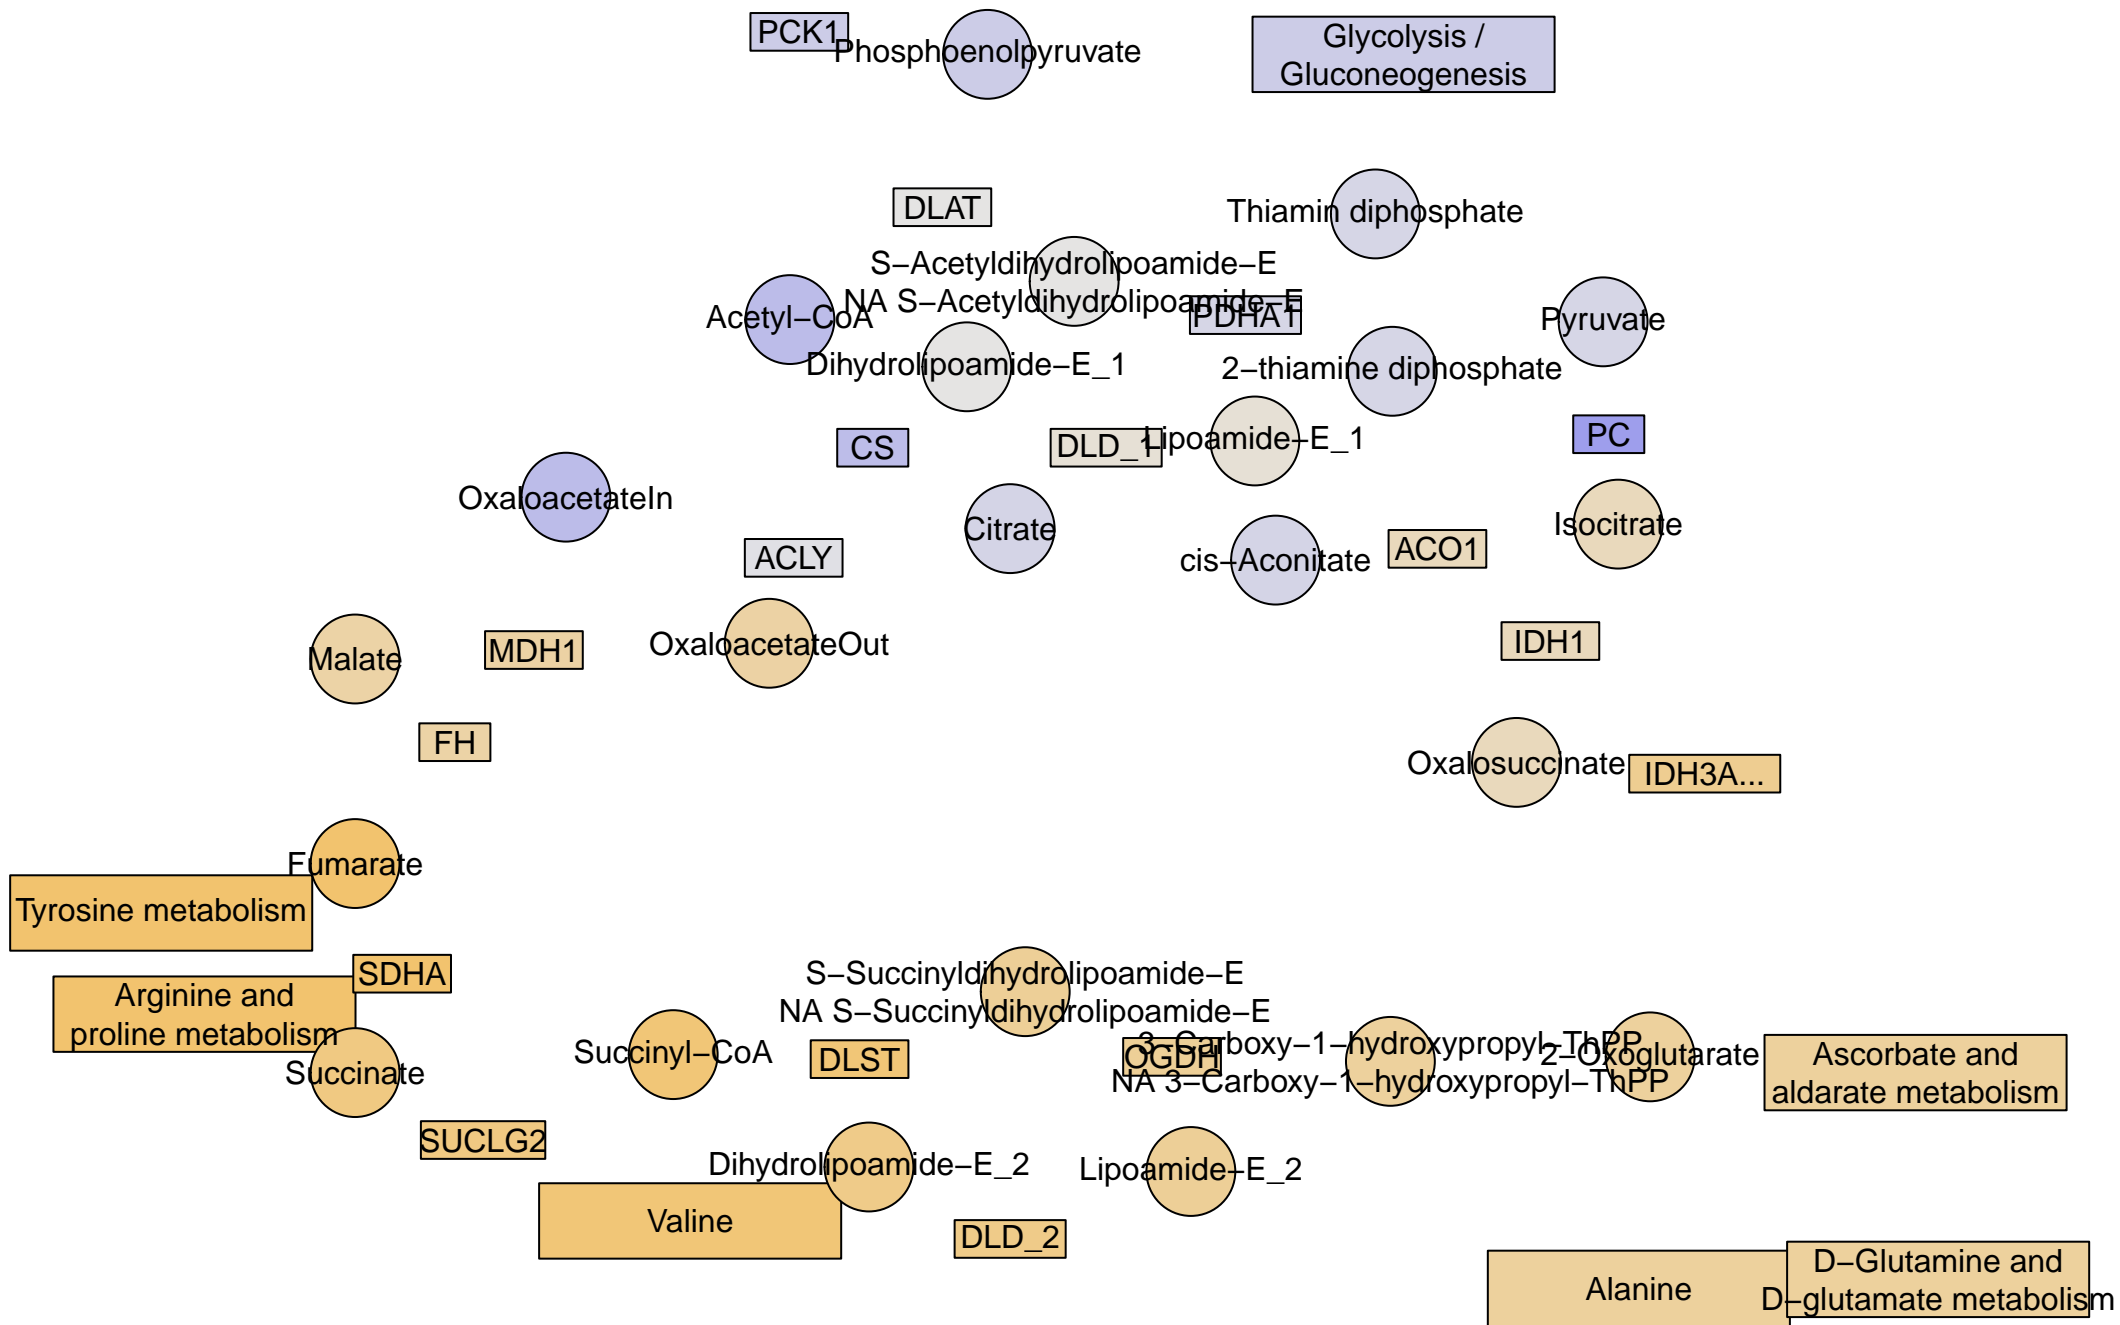 PCK1
Phosphoenolpyruvate
Glycolysis /
Gluconeogenesis
DLAT
Thiamin diphosphate
S−Acetyldihydrolipoamide−E
NA S−Acetyldihydrolipoamide−E
PDHA1
Acetyl−CoA
Pyruvate
Dihydrolipoamide−E_1
2−thiamine diphosphate
CS
DLD_1
Lipoamide−E_1
PC
OxaloacetateIn
Citrate
Isocitrate
ACLY
cis−Aconitate
ACO1
Malate
MDH1
OxaloacetateOut
IDH1
FH
Oxalosuccinate
IDH3A...
Fumarate
Tyrosine metabolism
SDHA
Arginine and
proline metabolism
S−Succinyldihydrolipoamide−E
NA S−Succinyldihydrolipoamide−E
Succinate
Succinyl−CoA
DLST
OGDH
3−Carboxy−1−hydroxypropyl−ThPP
NA 3−Carboxy−1−hydroxypropyl−ThPP
2−Oxoglutarate
Ascorbate and
aldarate metabolism
SUCLG2
Dihydrolipoamide−E_2
Lipoamide−E_2
Valine
DLD_2
Alanine
D−Glutamine and
D−glutamate metabolism